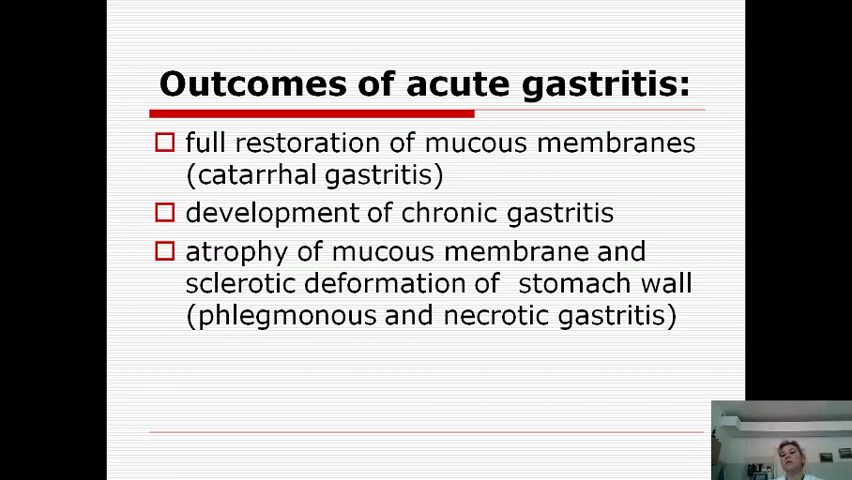 Outcomes of acute gastritis:
full restoration of mucous membranes
(catarrhal gastritis)
development of chronic gastritis
atrophy of mucous membrane and
sclerotic deformation of  stomach wall
(phlegmonous and necrotic gastritis)